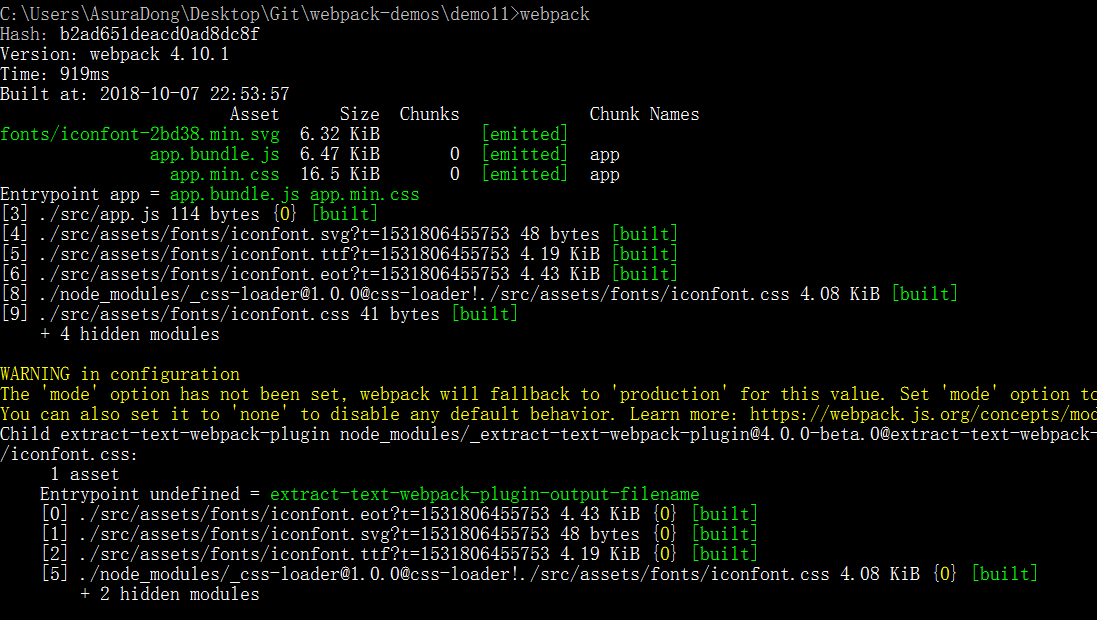 C:\Users\AsuraDong\Desktop\Git\webpack-demos\demo11>webpack
Hash: b2ad651deacd0ad8dc8f
Version: webpack 4.10.1
Time: 919ms
Built at: 2018-10-07 22:53:57
Asset Size Chunks Chunk Names
fonts/iconfont-2bd38.min.svg 6.32 KiB [emitted]
app.bundle.js 6.47 KiB 0 [emitted] app
app.min.css 16.5 KiB 0 [emitted] app
Entrypoint app = app.bundle.js app.min.css
[3] ./src/app.js 114 bytes {0} [built]
[4] ./src/assets/fonts/iconfont.svg?t=1531806455753 48 bytes [built]
[5] ./src/assets/fonts/iconfont.ttf?t=1531806455753 4.19 KiB [built]
[6] ./src/assets/fonts/iconfont.eot?t=1531806455753 4.43 KiB [built]
[8] ./node_modules/_css-loader@1.0.0@css-loader!./src/assets/fonts/iconfont.css 4.08 KiB [built]
[9] ./src/assets/fonts/iconfont.css 41 bytes [built]
+ 4 hidden modules
WARNING in configuration
The 'mode' option has not been set, webpack will fallback to 'production' for this value. Set 'mode' option to
You can also set it to 'none' to disable any default behavior. Learn more: https://webpack.js.org/concepts/mod
Child extract-text-webpack-plugin node_modules/_extract-text-webpack-plugin@4.0.0-beta.0@extract-text-webpack-
/iconfont.css:
1 asset
Entrypoint undefined = extract-text-webpack-plugin-output-filename
[0] ./src/assets/fonts/iconfont.eot?t=1531806455753 4.43 KiB {0} [built]
[1] ./src/assets/fonts/iconfont.svg?t=1531806455753 48 bytes {0} [built]
[2] ./src/assets/fonts/iconfont.ttf?t=1531806455753 4.19 KiB {0} [built]
[5] ./node_modules/_css-loader@1.0.0@css-loader!./src/assets/fonts/iconfont.css 4.08 KiB {0} [built]
+ 2 hidden modules